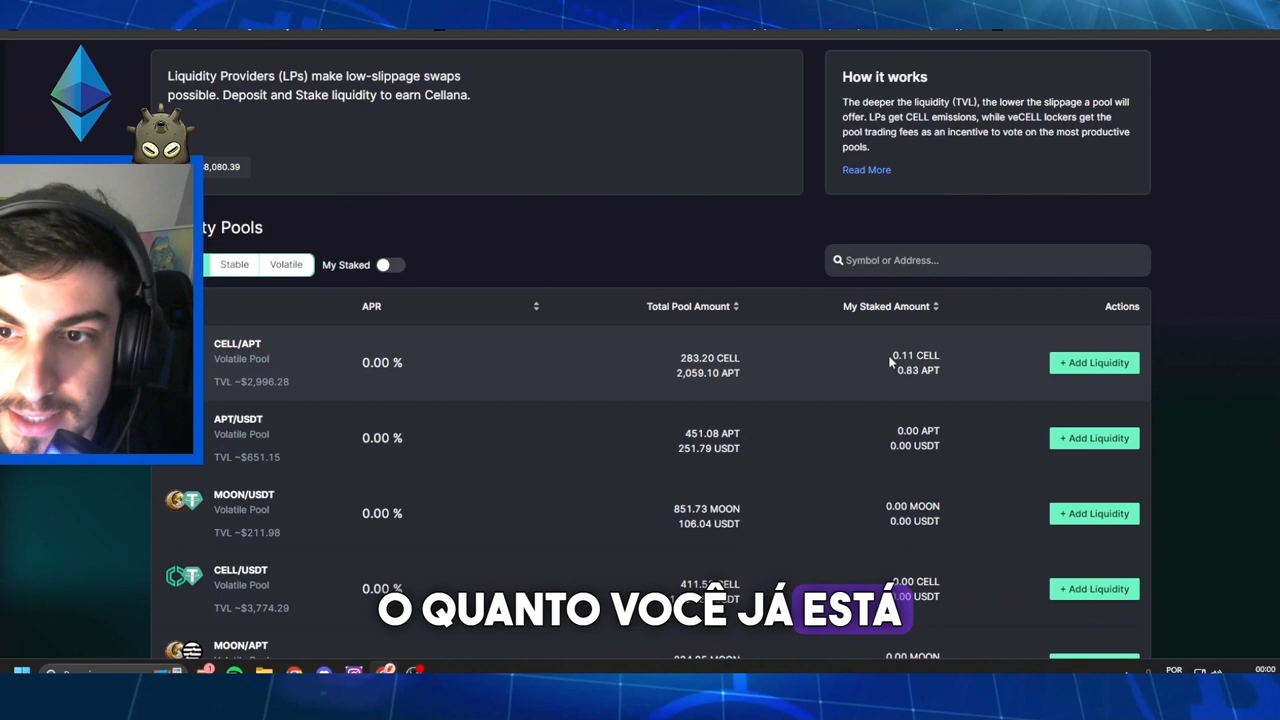 Liquidity Providers (LPs) make low-slippage swaps
possible. Deposit and Stake liquidity to earn Cellana.
8,080.39
How it works
The deeper the liquidity (TVL), the lower the slippage a pool will
offer. LPs get CELL emissions, while veCELL lockers get the
pool trading fees as an incentive to vote on the most productive
pools.
Read More
ty Pools
Stable Volatile My Staked
Symbol or Address...
APR Total Pool Amount My Staked Amount Actions
CELL/APT
Volatile Pool
TVL ~$2,996.28
0.00 %
283.20 CELL
2,059.10 APT
0.11 CELL
0.83 APT
+ Add Liquidity
APT/USDT
Volatile Pool
TVL ~$651.15
0.00 %
451.08 APT
251.79 USDT
0.00 APT
0.00 USDT
+ Add Liquidity
MOON/USDT
Volatile Pool
TVL ~$211.98
0.00 %
851.73 MOON
106.04 USDT
0.00 MOON
0.00 USDT
+ Add Liquidity
CELL/USDT
Volatile Pool
TVL ~$3,774.29
0.00 %
CELL
0.00 CELL
USDT
+ Add Liquidity
O QUANTO VOCÊ JÁ ESTÁ
MOON/APT
MOON
POR
00:00